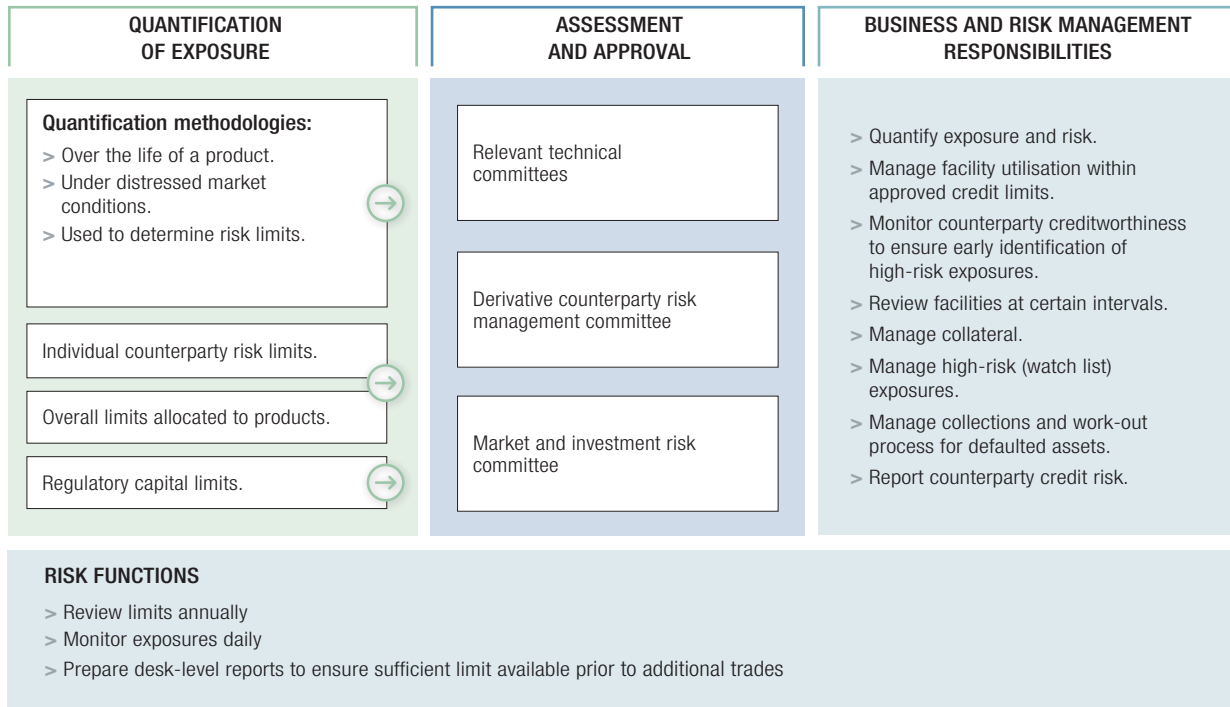 QUANTIFICATION
OF EXPOSURE
Quantification methodologies:
> Over the life of a product.
> Under distressed market
conditions.
> Used to determine risk limits.
Individual counterparty risk limits.
Overall limits allocated to products.
Regulatory capital limits.
ASSESSMENT
AND APPROVAL
Relevant technical
committees
Derivative counterparty risk
management committee
Market and investment risk
committee
BUSINESS AND RISK MANAGEMENT
RESPONSIBILITIES
> Quantify exposure and risk.
> Manage facility utilisation within
approved credit limits.
> Monitor counterparty creditworthiness
to ensure early identification of
high-risk exposures.
> Review facilities at certain intervals.
> Manage collateral.
> Manage high-risk (watch list)
exposures.
> Manage collections and work-out
process for defaulted assets.
> Report counterparty credit risk.
RISK FUNCTIONS
> Review limits annually
> Monitor exposures daily
> Prepare desk-level reports to ensure sufficient limit available prior to additional trades